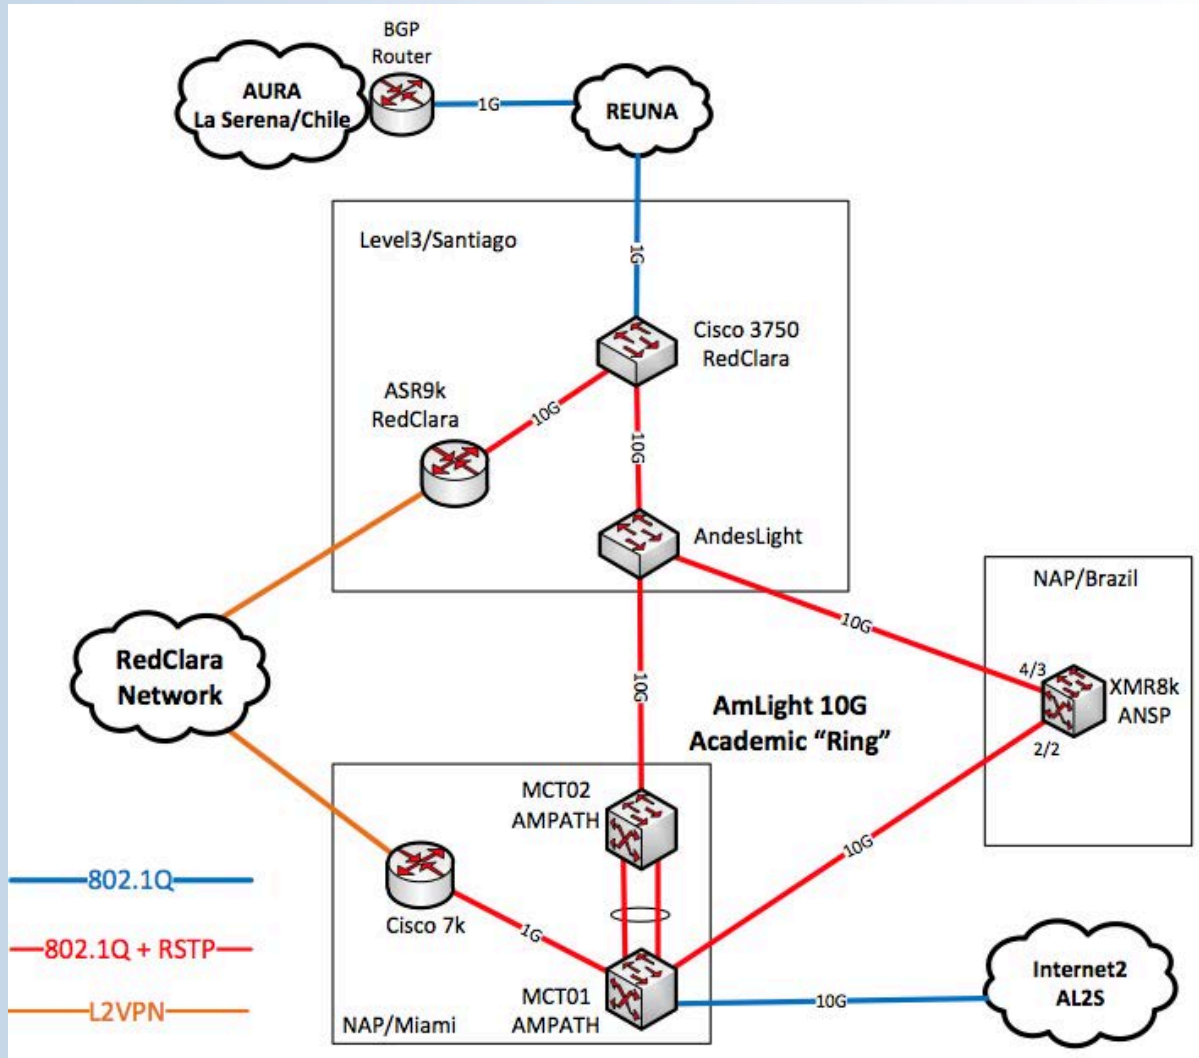 BGP
Router
AURA
La Serena/Chile
1G
REUNA
Level3/Santiago
1G
Cisco 3750
RedClara
ASR9k
RedClara
10G
10G
AndesLight
NAP/Brazil
10G
RedClara
Network
10G
4/3
XMR8k
ANSP
2/2
AmLight 10G
Academic “Ring”
MCT02
AMPATH
10G
802.1Q
Cisco 7k
1G
802.1Q + RSTP
Internet2
AL2S
MCT01
AMPATH
10G
L2VPN
NAP/Miami